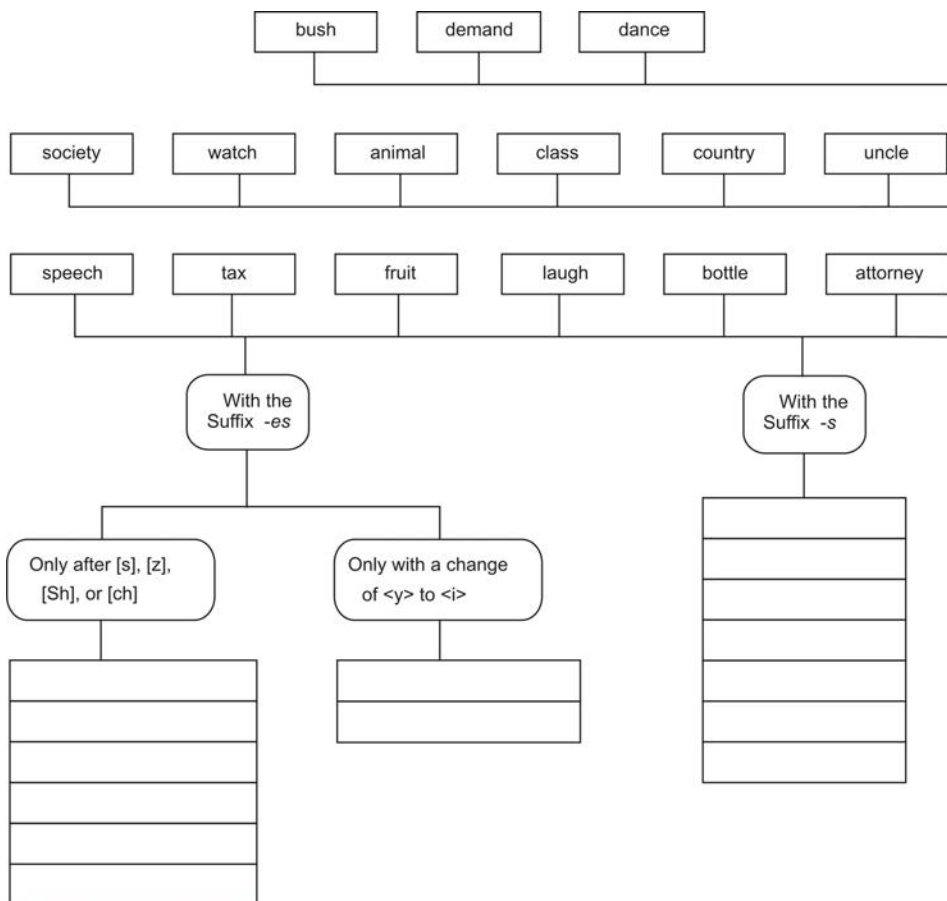 bush demand dance
society watch animal class country uncle
speech tax fruit laugh bottle attorney
With the
Suffix -es
With the
Suffix -s
Only after [s], [z],
[Sh], or [ch]
Only with a change
of <y> to <i>